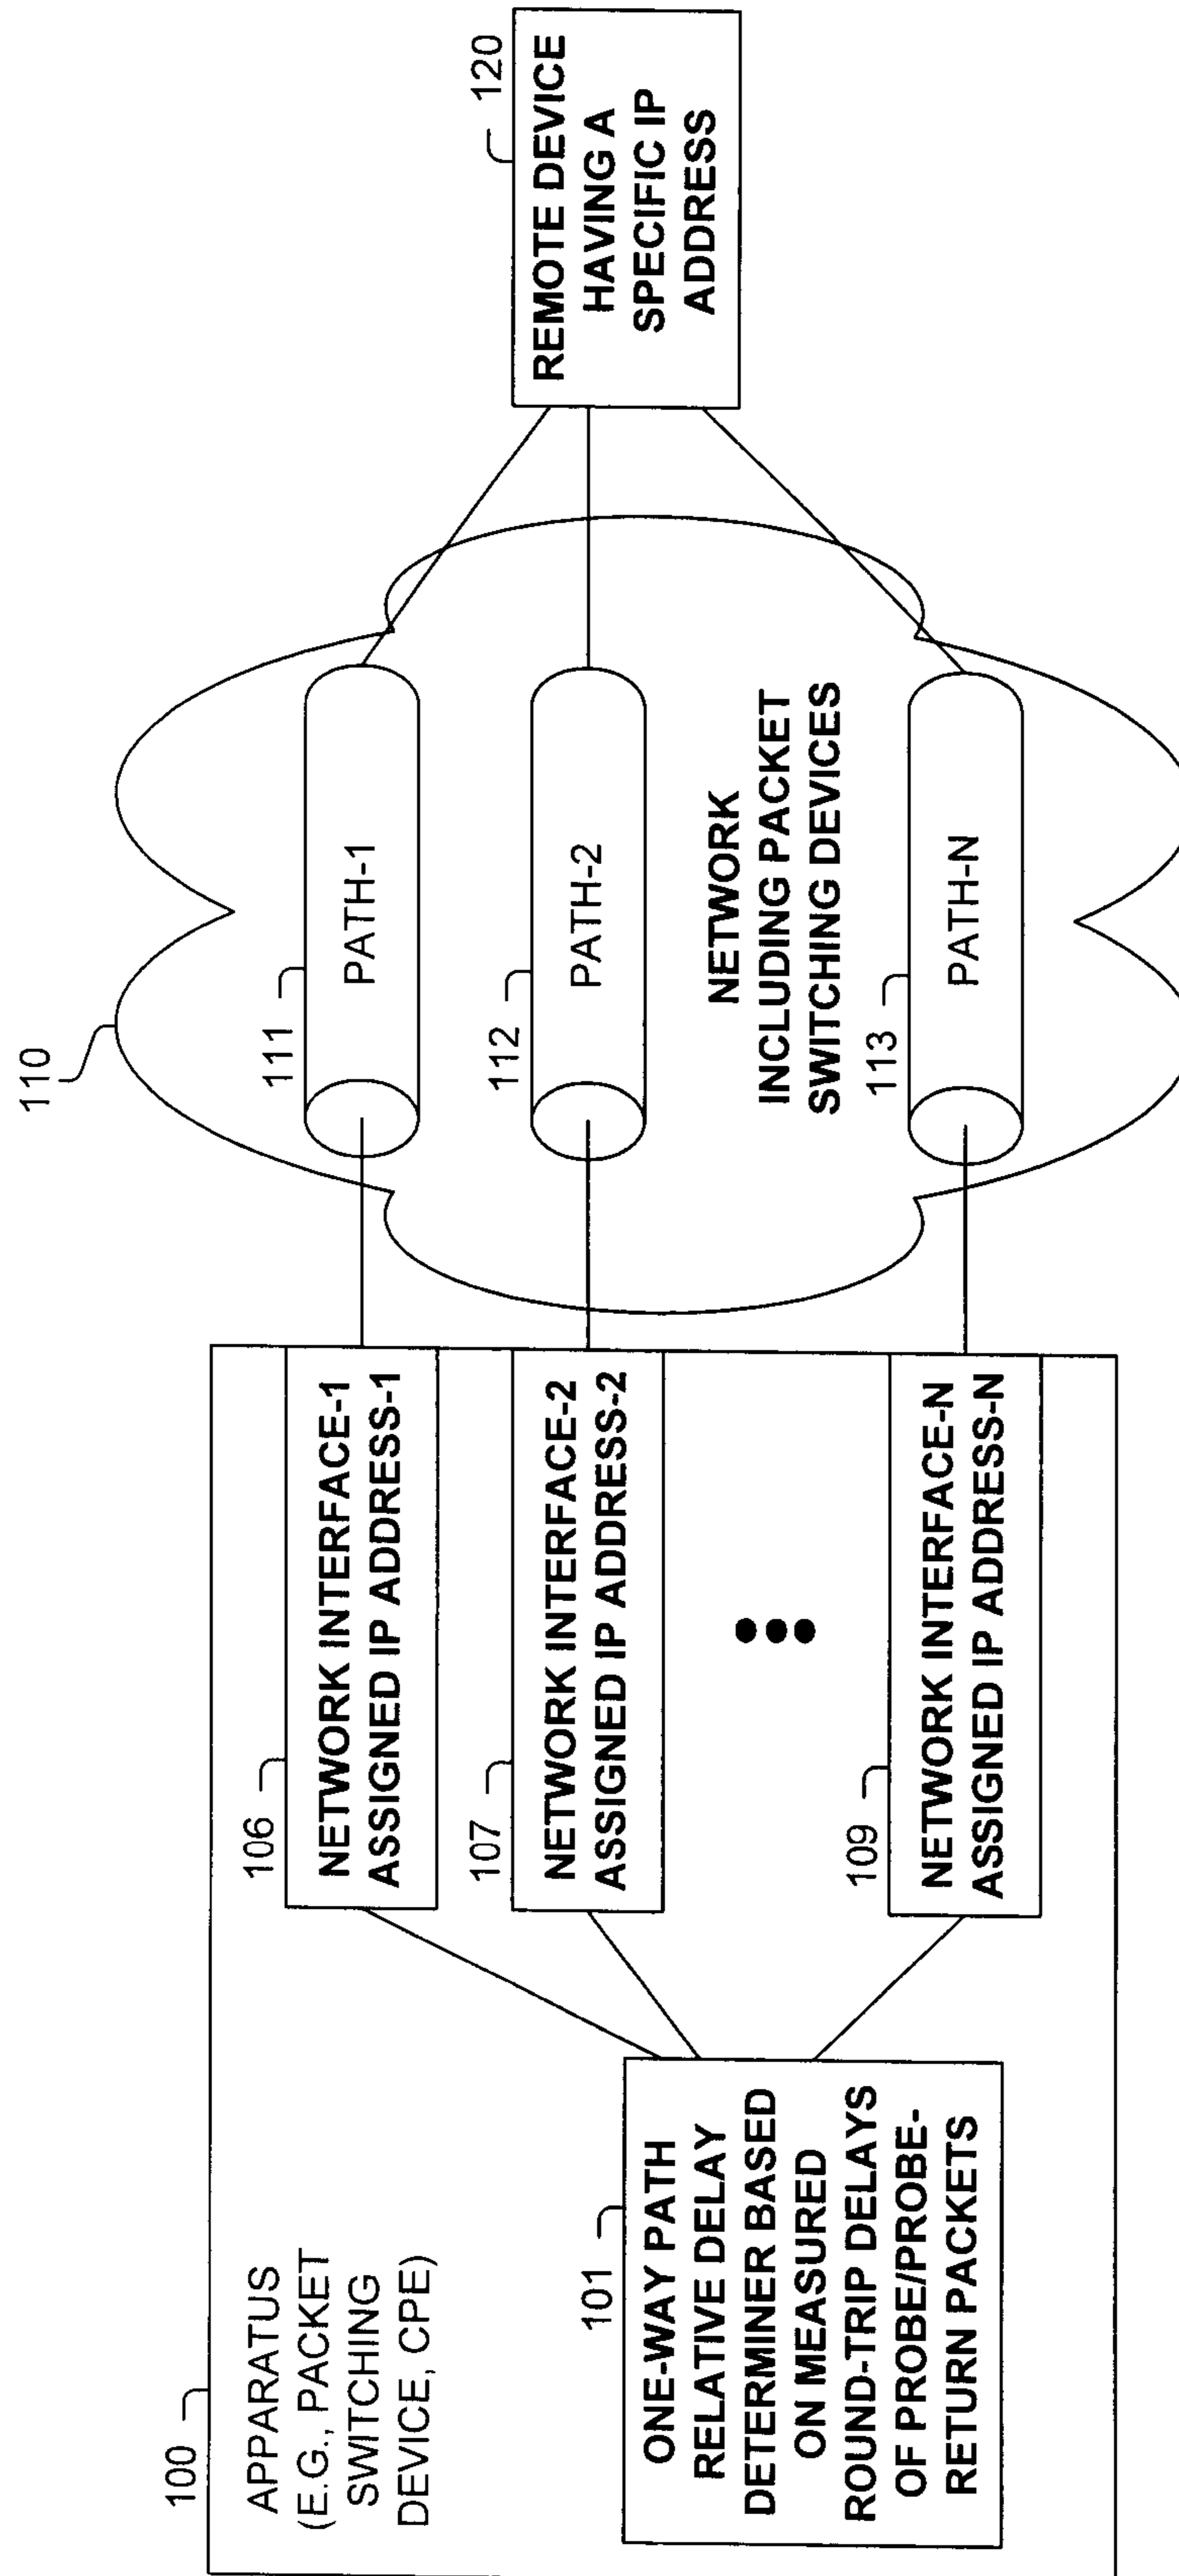 100
APPARATUS
(E.G., PACKET
SWITCHING
DEVICE, CPE)
101
ONE-WAY PATH
RELATIVE DELAY
DETERMINER BASED
ON MEASURED
ROUND-TRIP DELAYS
OF PROBE/PROBE-
RETURN PACKETS
106
NETWORK INTERFACE-1
ASSIGNED IP ADDRESS-1
107
NETWORK INTERFACE-2
ASSIGNED IP ADDRESS-2
109
NETWORK INTERFACE-N
ASSIGNED IP ADDRESS-N
110
111
PATH-1
112
PATH-2
NETWORK
INCLUDING PACKET
SWITCHING DEVICES
113
PATH-N
120
REMOTE DEVICE
HAVING A
SPECIFIC IP
ADDRESS